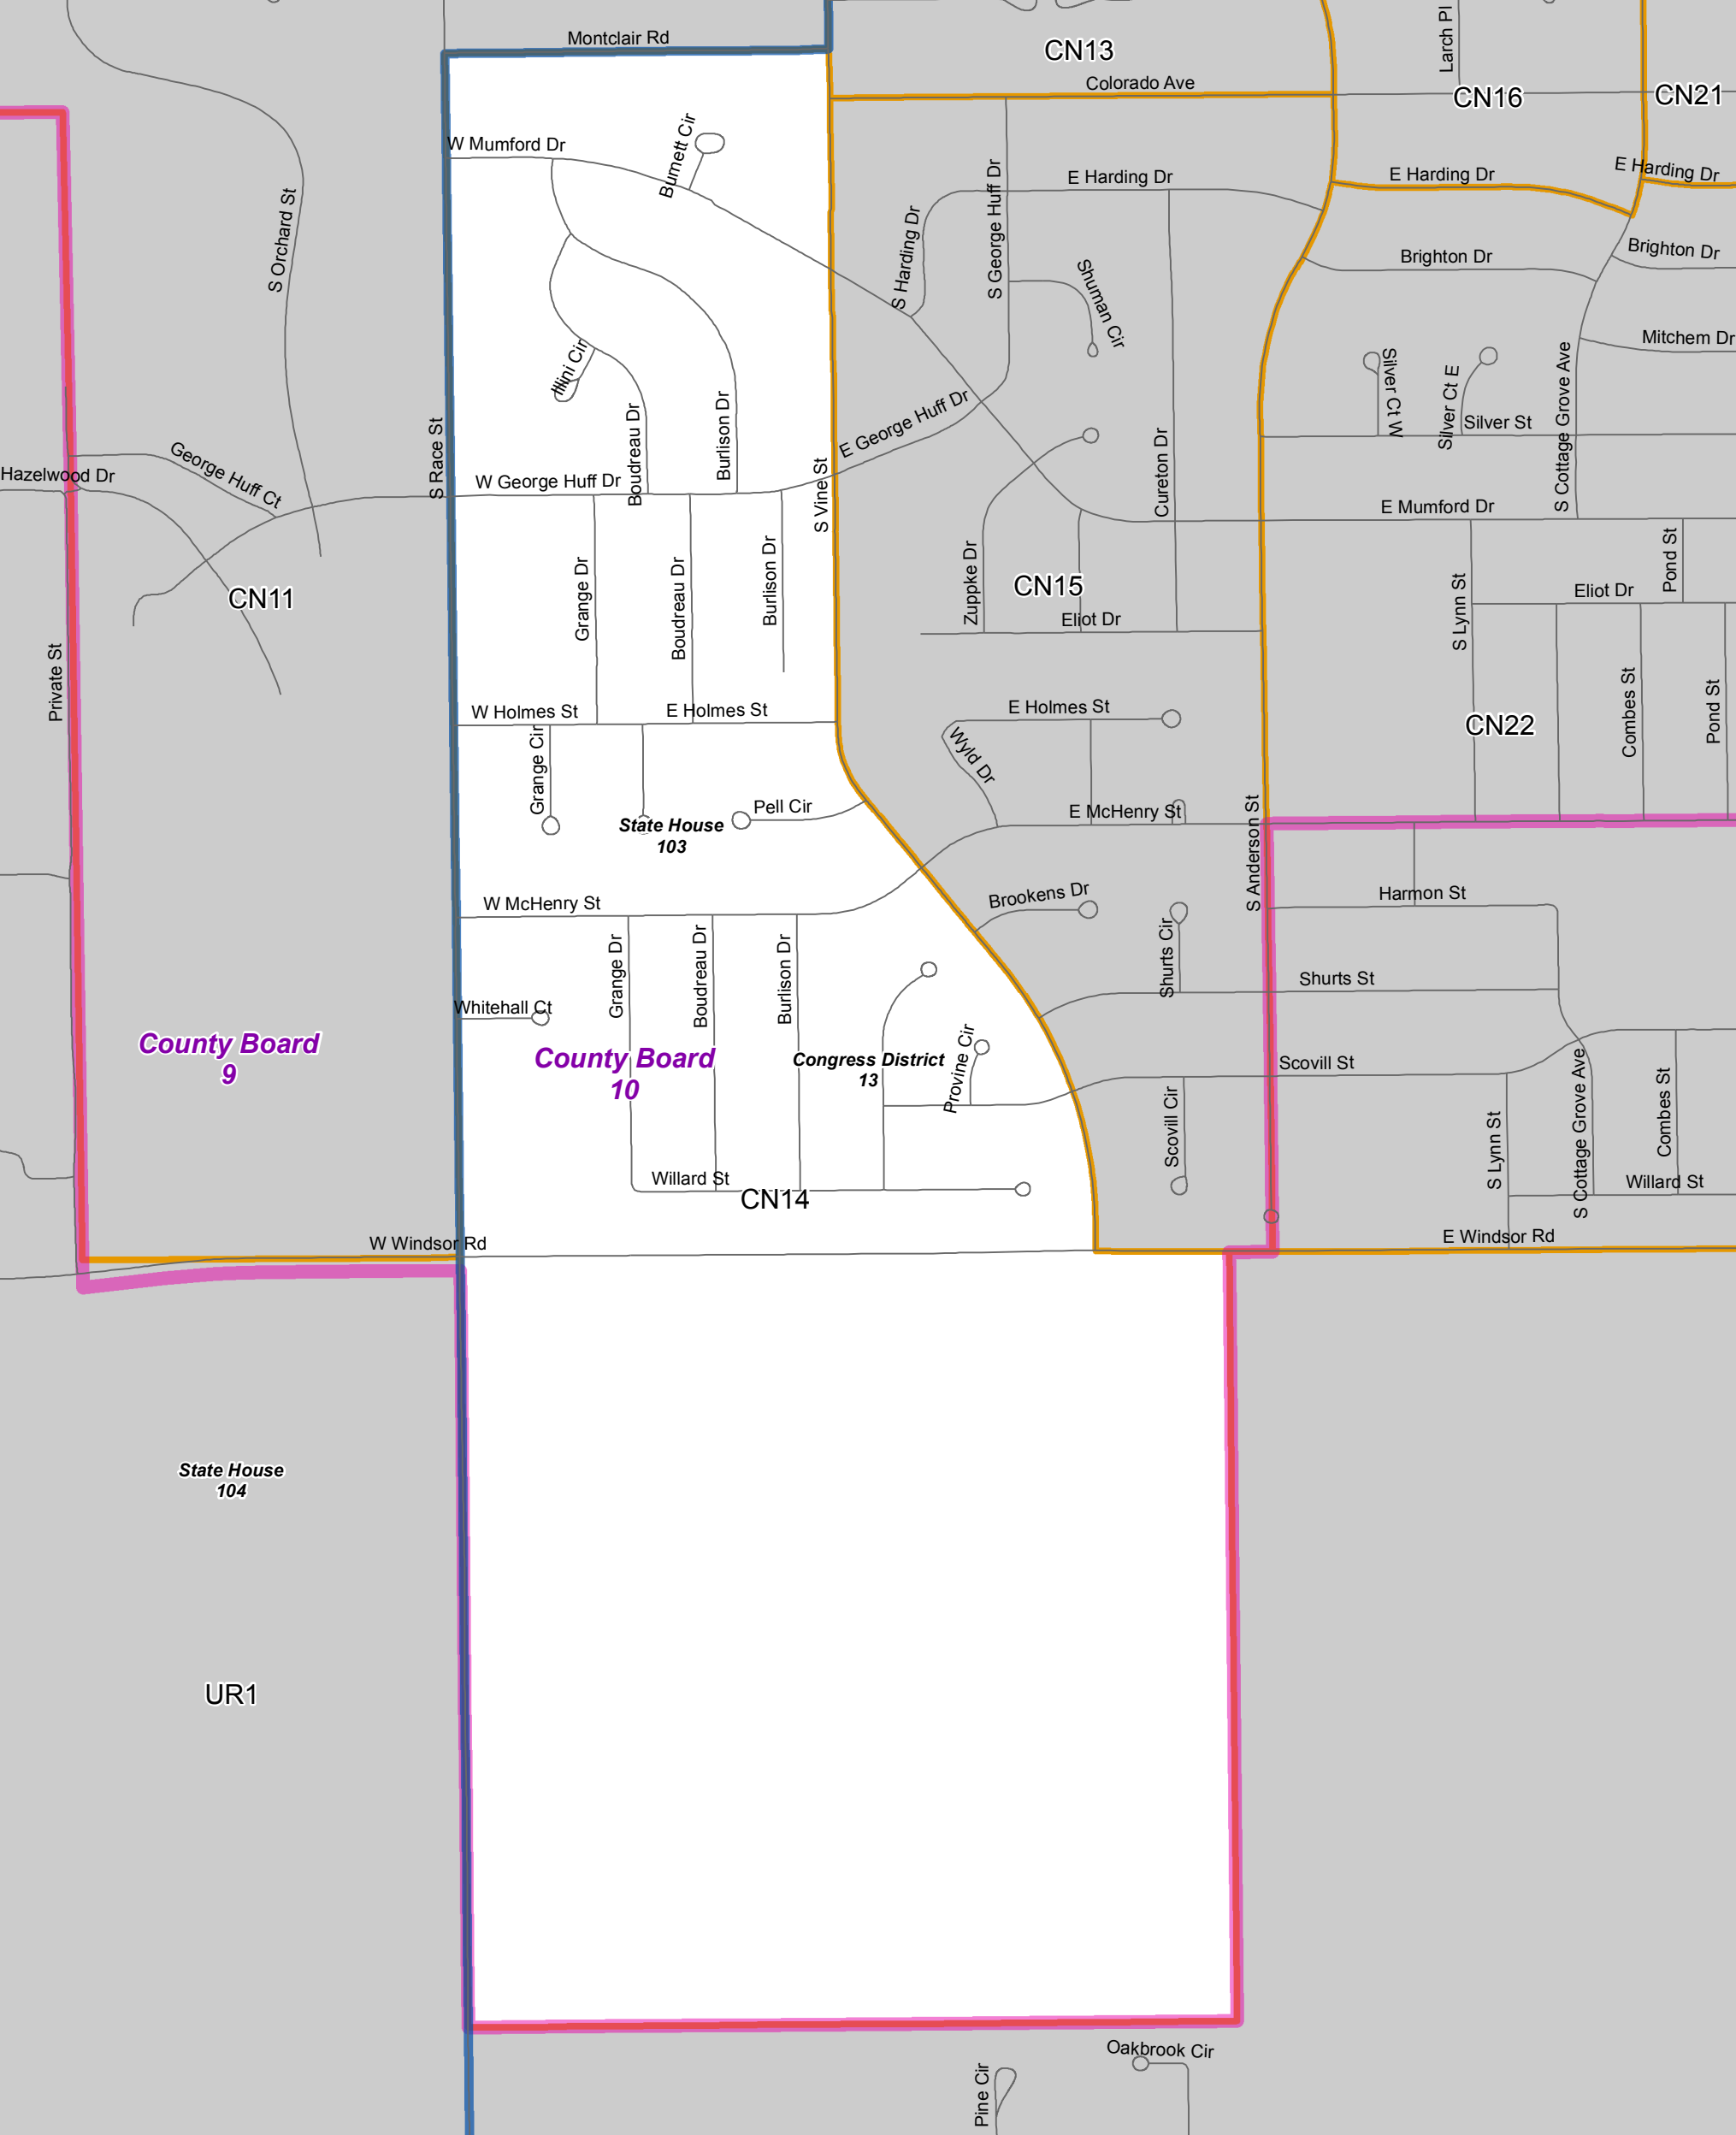 Montclair Rd
CN13
Larch Pl
Colorado Ave
CN16
CN21
W Mumford Dr
Burnett Cir
E Harding Dr
E Harding Dr
E Harding Dr
S Orchard St
S Harding Dr
S George Huff Dr
Shuman Cir
Brighton Dr
Brighton Dr
Mitchem Dr
Illini Cir
Silver Ct W
Silver Ct E
Silver St
S Cottage Grove Ave
S Race St
Boudreau Dr
Burlison Dr
E George Huff Dr
Hazelwood Dr
George Huff Ct
W George Huff Dr
S Vine St
Cureton Dr
E Mumford Dr
CN11
Grange Dr
Boudreau Dr
Burlison Dr
Zuppke Dr
CN15
Eliot Dr
S Lynn St
Eliot Dr
Pond St
Private St
W Holmes St
E Holmes St
E Holmes St
Wyld Dr
CN22
Combes St
Pond St
Grange Cir
State House
103
Pell Cir
E McHenry St
S Anderson St
W McHenry St
Brookens Dr
Harmon St
Grange Dr
Boudreau Dr
Burlison Dr
Shurts Cir
Shurts St
Whitehall Ct
County Board
9
County Board
10
Congress District
13
Provine Cir
Scovill St
Scovill Cir
S Lynn St
S Cottage Grove Ave
Combes St
Willard St
CN14
Willard St
W Windsor Rd
E Windsor Rd
State House
104
UR1
Pine Cir
Oakbrook Cir